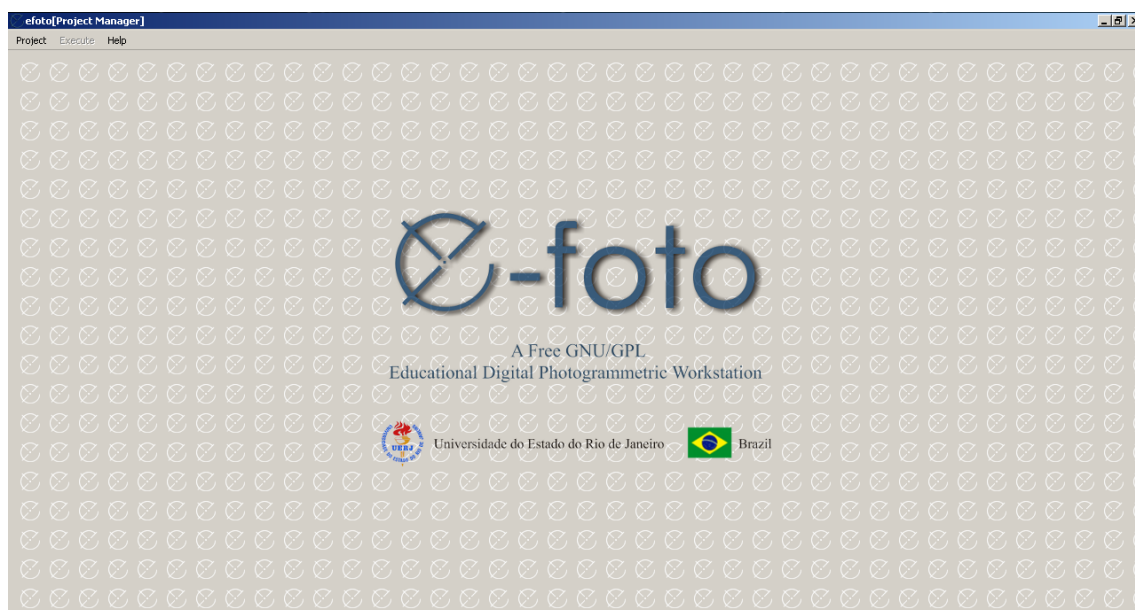 efoto[Project Manager]
Project Execute Help
e-foto
A Free GNU/GPL
Educational Digital Photogrammetric Workstation
UERJ
Universidade do Estado do Rio de Janeiro
Brazil